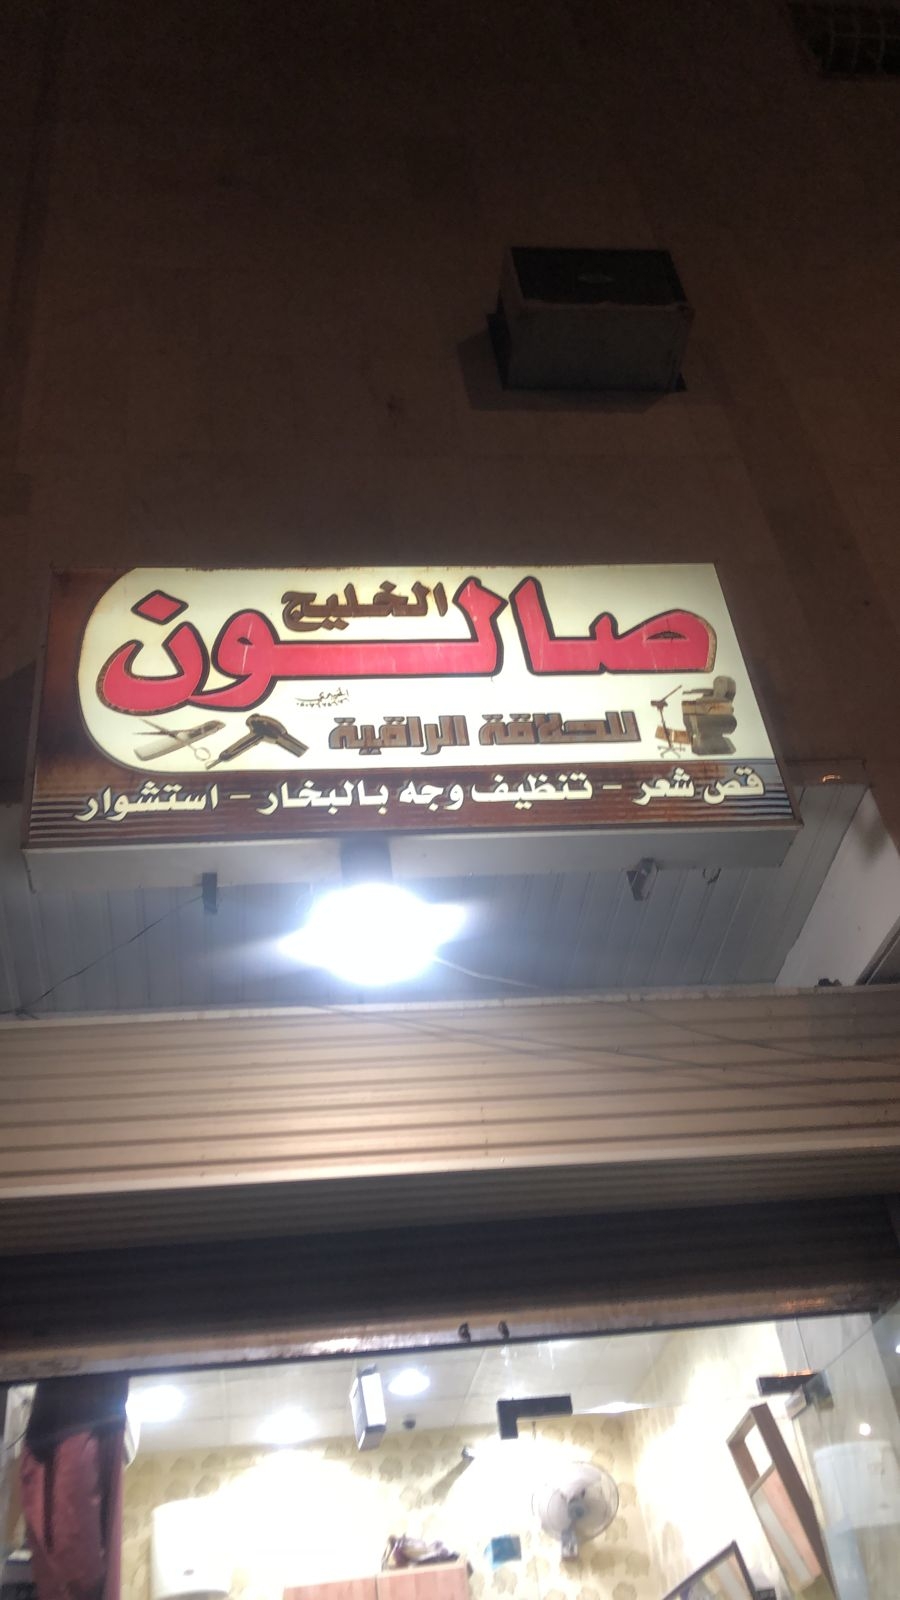 صالون الخليج
للحلاقة الراقية
قص شعر - تنظيف وجه بالبخار - استشوار